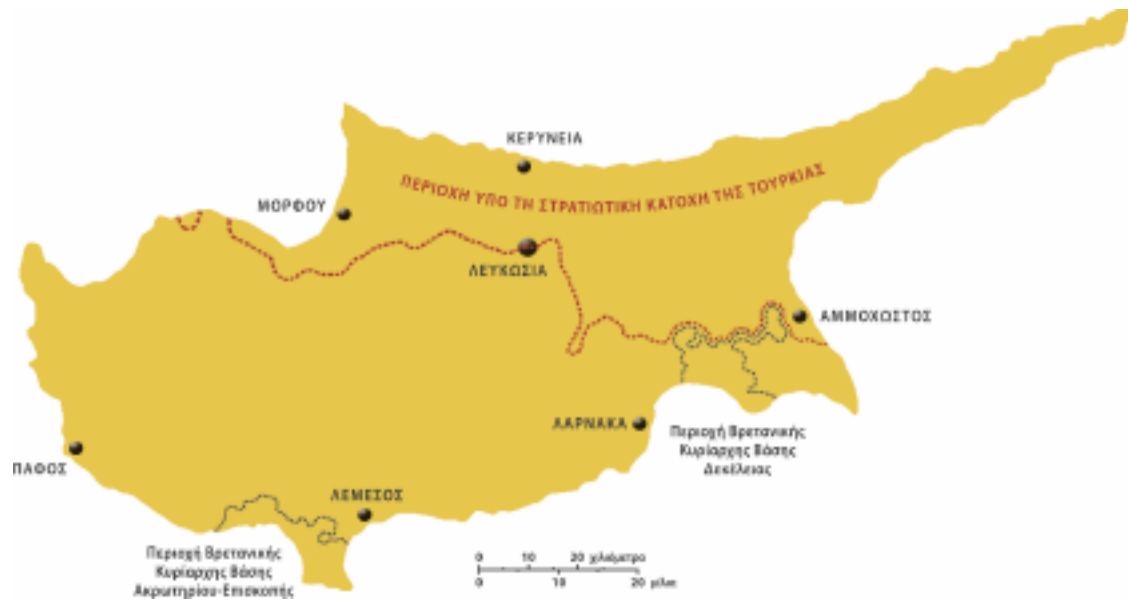 ΚΕΡΥΝΕΙΑ
ΠΕΡΙΟΧΗ ΥΠΟ ΤΗ ΣΤΡΑΤΙΩΤΙΚΗ ΚΑΤΟΧΗ ΤΗΣ ΤΟΥΡΚΙΑΣ
ΜΟΡΦΟΥ
ΛΕΥΚΩΣΙΑ
ΑΜΜΟΧΩΣΤΟΣ
ΛΑΡΝΑΚΑ
Περιοχή Βρετανικής
Κυρίαρχης Βάσης
Δεκέλειας
ΠΑΦΟΣ
ΛΕΜΕΣΟΣ
Περιοχή Βρετανικής
Κυρίαρχης Βάσης
Ακρωτηρίου-Επισκοπής
0 10 20 χιλιόμετρα
0 10 20 μίλια